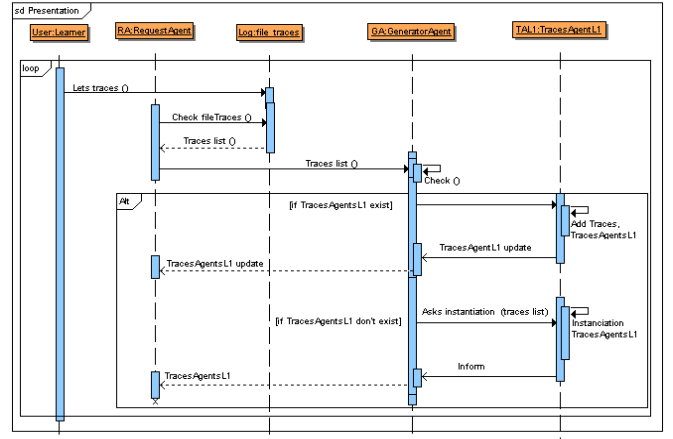 sd Presentation
User:Learner
RA:RequestAgent
Log:file traces
GA:GeneratorAgent
TAL1:TracesAgentL1
loop
Lets traces ()
Check fileTraces ()
Traces list ()
Traces list ()
Check ()
Alt
[if TracesAgentsL1 exist]
Add Traces,
TracesAgentsL1
TracesAgentL1 update
TracesAgentsL1 update
Asks instantiation (traces list)
[if TracesAgentsL1 don't exist]
Instanciation
TracesAgentsL1
Inform
TracesAgentsL1
x